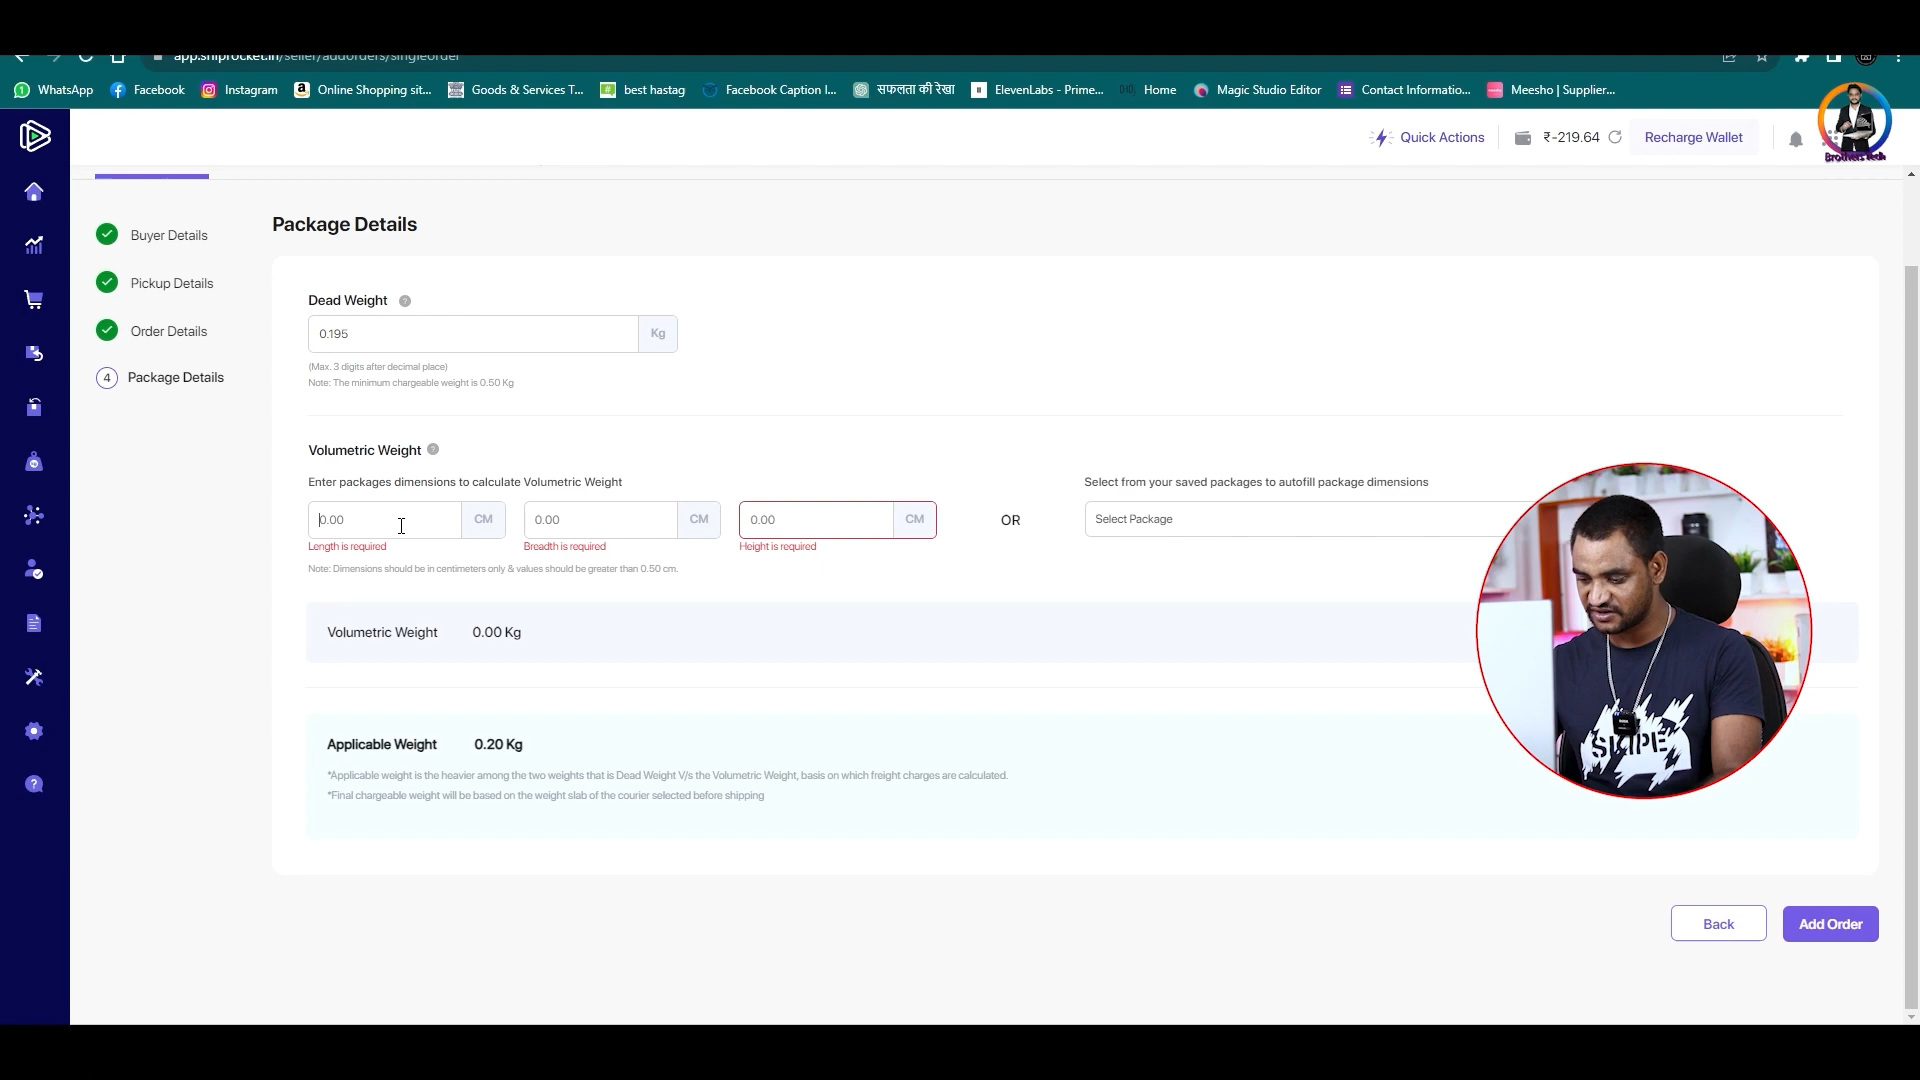 app.shiprocket.in/seller/addorders/singleorder
WhatsApp Facebook Instagram Online Shopping sit... Goods & Services T... best hastag Facebook Caption I... सफलता की रेखा ElevenLabs - Prime... Home Magic Studio Editor Contact Informatio... Meesho | Supplier...
Quick Actions ₹-219.64 Recharge Wallet
Brothers Tech
Buyer Details
Pickup Details
Order Details
4 Package Details
Package Details
Dead Weight ?
0.195 Kg
(Max. 3 digits after decimal place)
Note: The minimum chargeable weight is 0.50 Kg
Volumetric Weight ?
Enter packages dimensions to calculate Volumetric Weight
0.00 CM 0.00 CM 0.00 CM
Length is required Breadth is required Height is required
Note: Dimensions should be in centimeters only & values should be greater than 0.50 cm.
OR
Select from your saved packages to autofill package dimensions
Select Package
Volumetric Weight 0.00 Kg
Applicable Weight 0.20 Kg
*Applicable weight is the heavier among the two weights that is Dead Weight V/s the Volumetric Weight, basis on which freight charges are calculated.
*Final chargeable weight will be based on the weight slab of the courier selected before shipping
SKIPE
Back Add Order